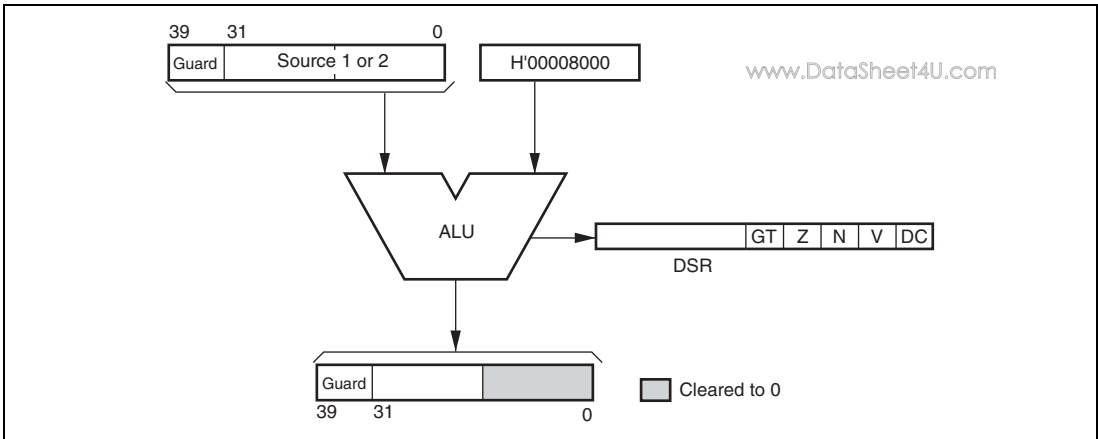 39 31 0
Guard Source 1 or 2 H'00008000
www.DataSheet4U.com
ALU
GT Z N V DC
DSR
Guard
Cleared to 0
39 31 0